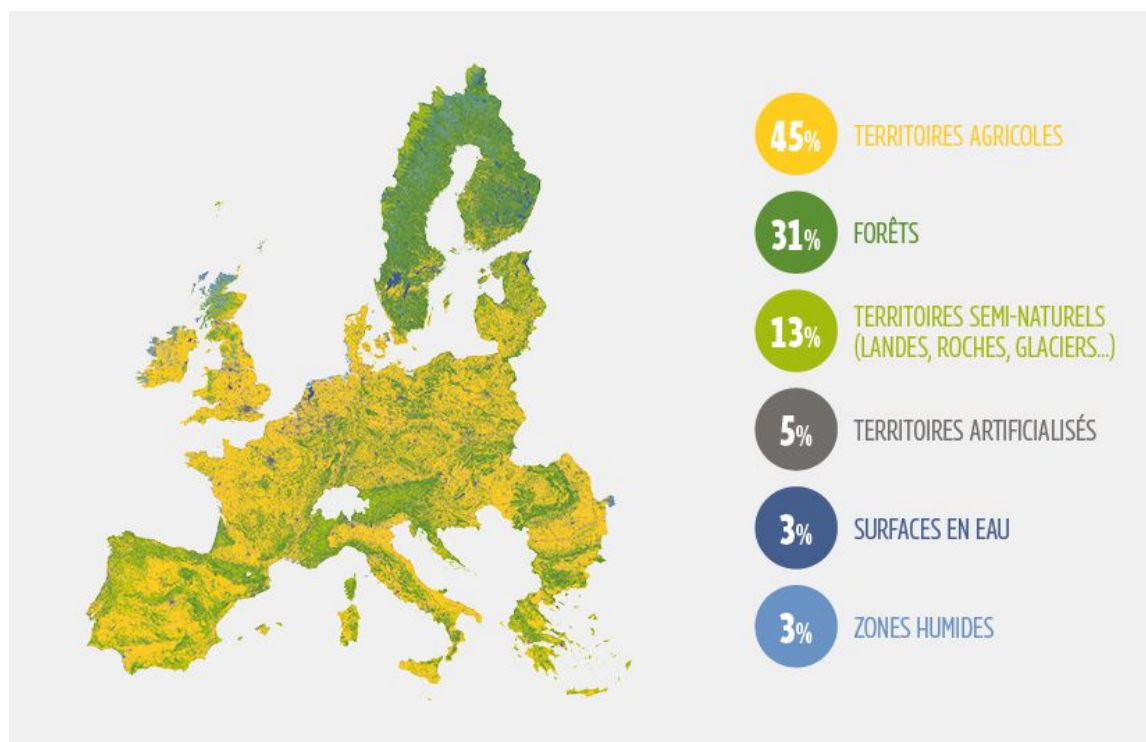 45% TERRITOIRES AGRICOLES
31% FORÊTS
13% TERRITOIRES SEMI-NATURELS
(LANDES, ROCHES, GLACIERS...)
5% TERRITOIRES ARTIFICIALISÉS
3% SURFACES EN EAU
3% ZONES HUMIDES